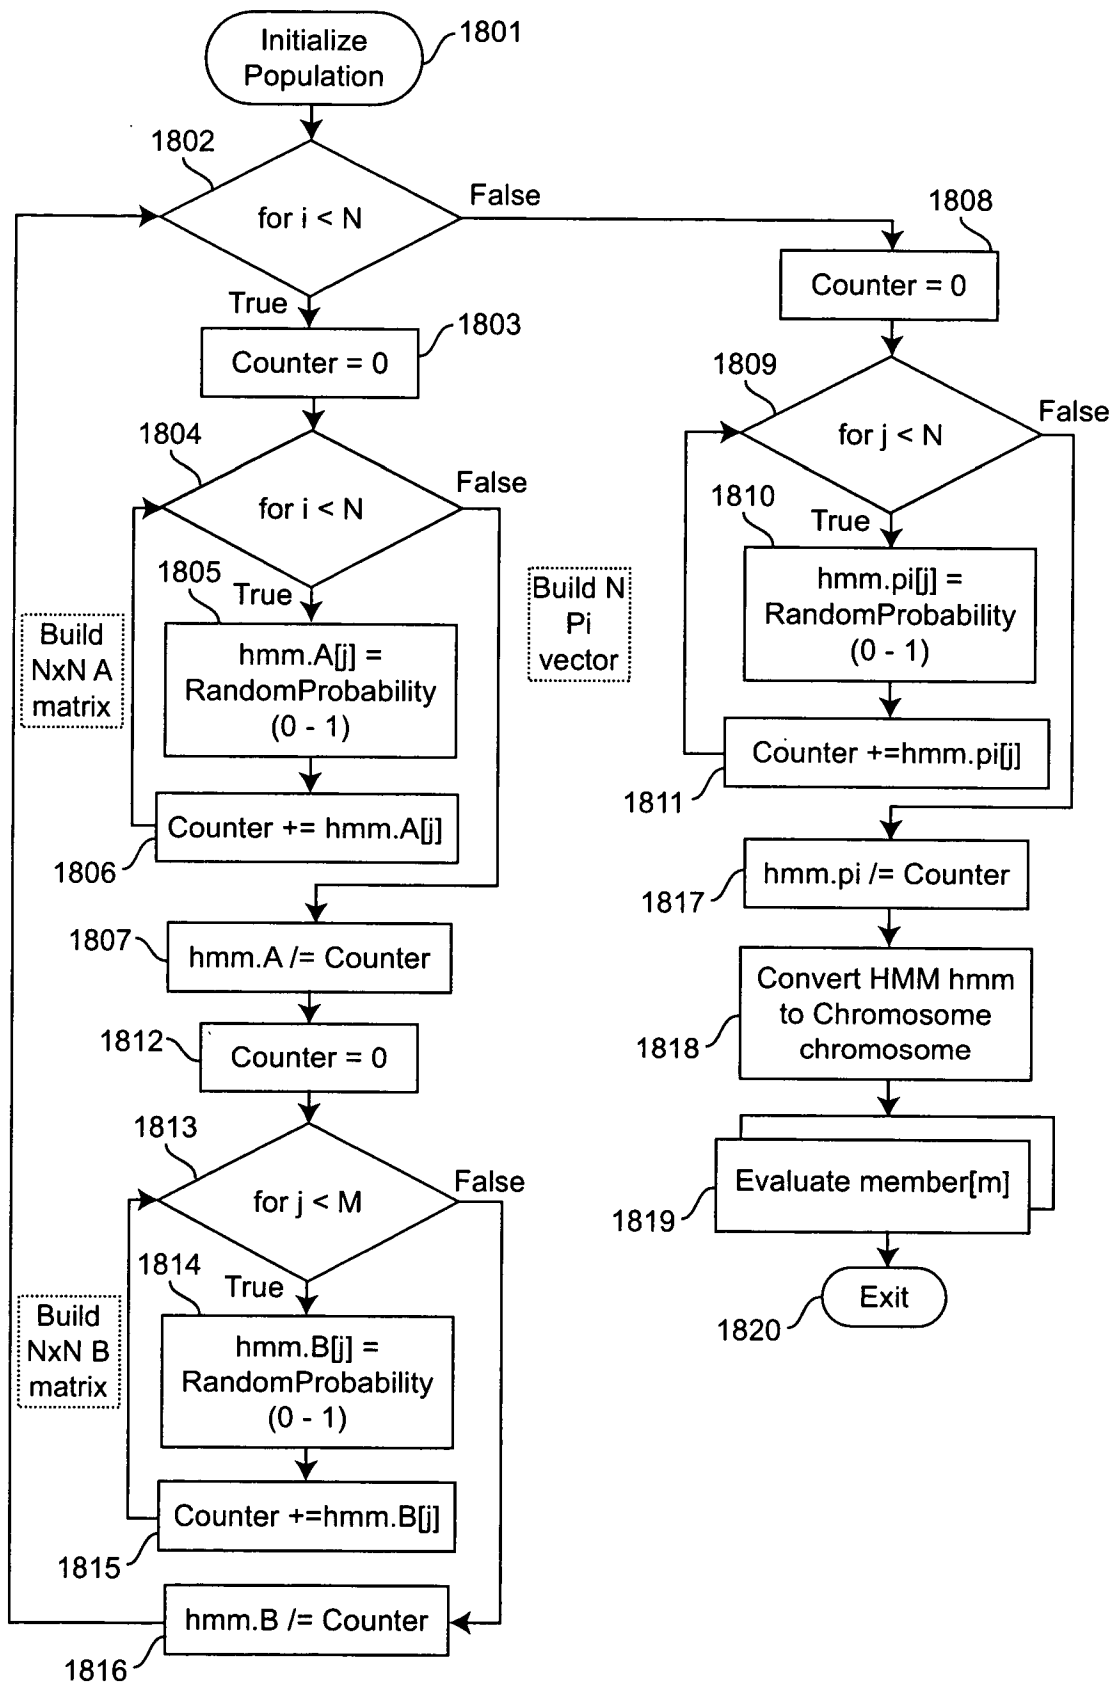 Initialize
Population
1801
1802
for i < N
False
True
1803
Counter = 0
1804
for i < N
False
True
1805
hmm.A[j] =
RandomProbability
(0 - 1)
Build
NxN A
matrix
Counter += hmm.A[j]
1806
1807
hmm.A /= Counter
1812
Counter = 0
1813
for j < M
False
True
1814
hmm.B[j] =
RandomProbability
(0 - 1)
Build
NxN B
matrix
Counter +=hmm.B[j]
1815
hmm.B /= Counter
1816
1808
Counter = 0
1809
for j < N
False
True
1810
hmm.pi[j] =
RandomProbability
(0 - 1)
Build N
Pi
vector
Counter +=hmm.pi[j]
1811
hmm.pi /= Counter
1817
Convert HMM hmm
to Chromosome
chromosome
1818
Evaluate member[m]
1819
Exit
1820